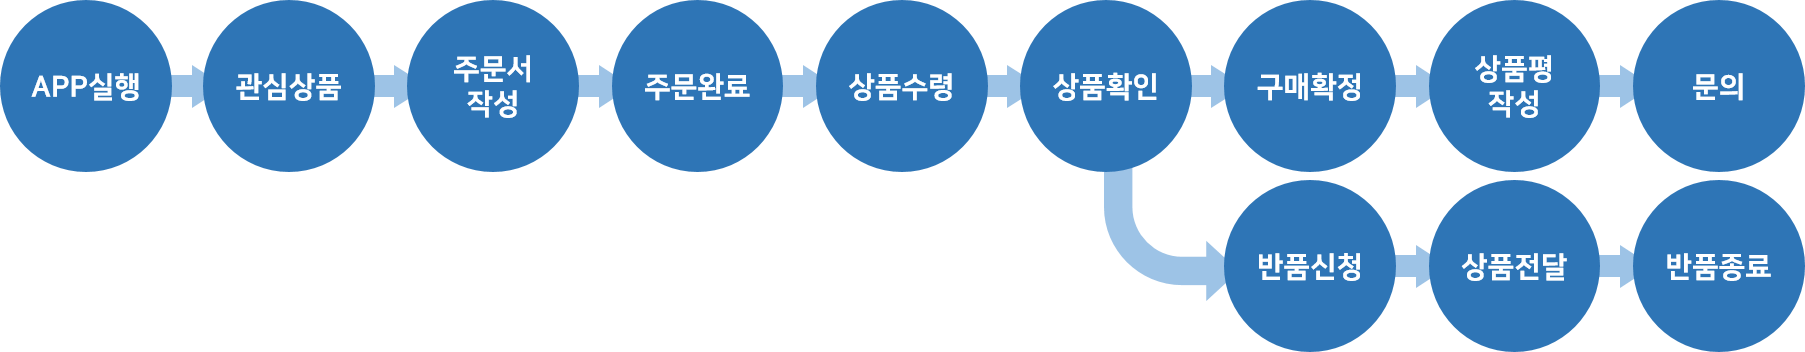 APP실행
관심상품
주문서
작성
주문완료
상품수령
상품확인
구매확정
상품평
작성
문의
반품신청
상품전달
반품종료